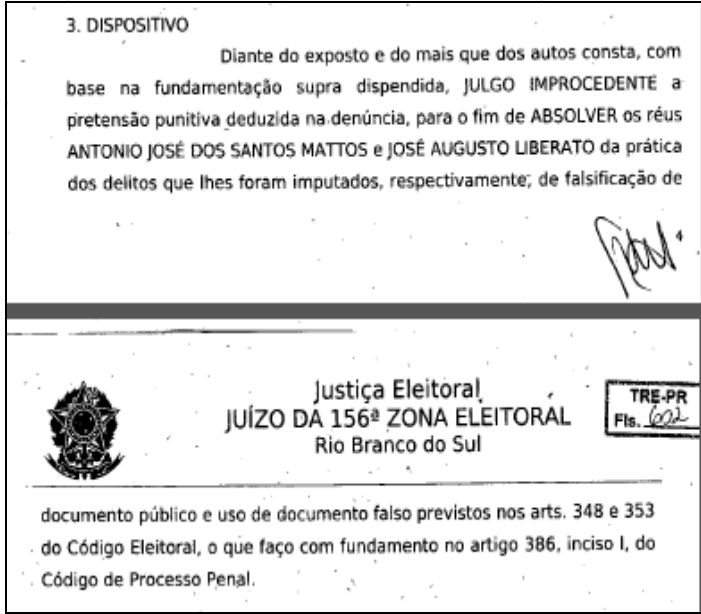 3. DISPOSITIVO
Diante do exposto e do mais que dos autos consta, com
base na fundamentação supra dispendida, JULGO IMPROCEDENTE a
pretensão punitiva deduzida na denúncia, para o fim de ABSOLVER os réus
ANTONIO JOSÉ DOS SANTOS MATTOS e JOSÉ AUGUSTO LIBERATO da prática
dos delitos que lhes foram imputados, respectivamente, de falsificação de
4
Justiça Eleitoral
JUÍZO DA 156ª ZONA ELEITORAL
Rio Branco do Sul
TRE-PR
Fls. 602
documento público e uso de documento falso previstos nos arts. 348 e 353
do Código Eleitoral, o que faço com fundamento no artigo 386, inciso I, do
Código de Processo Penal.